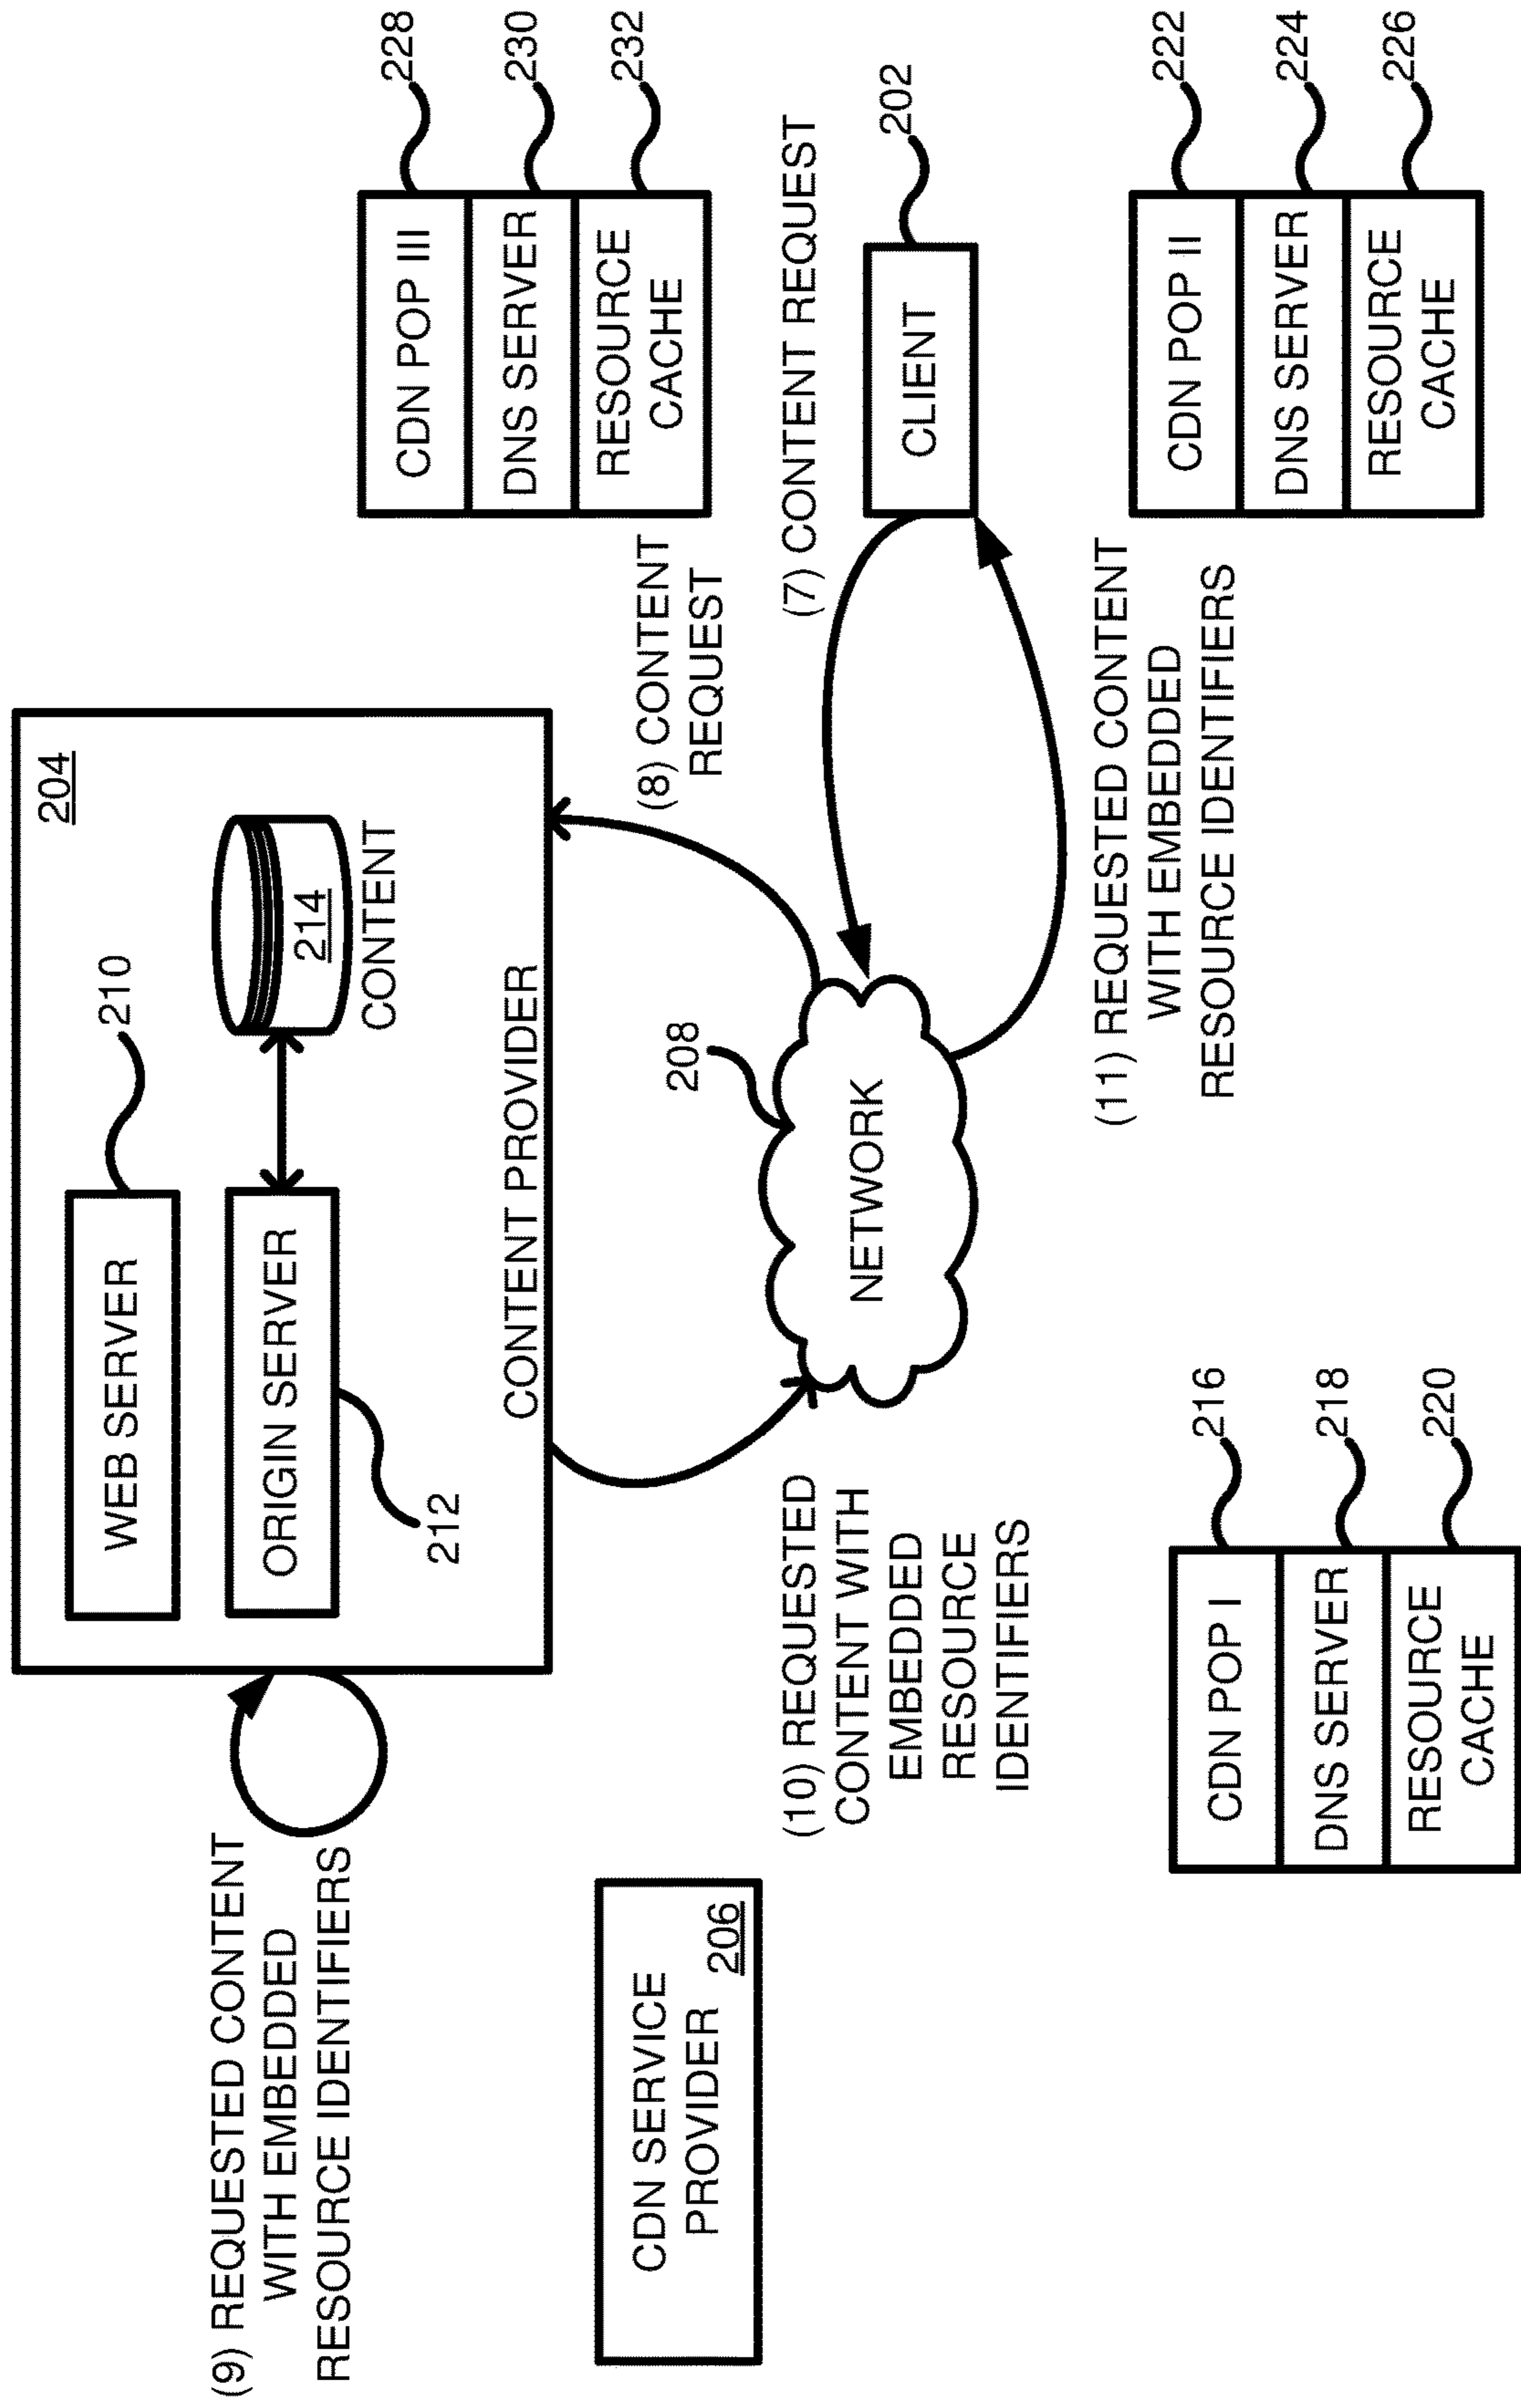 (9) REQUESTED CONTENT
WITH EMBEDDED
RESOURCE IDENTIFIERS
204
WEB SERVER
210
ORIGIN SERVER
212
214
CONTENT
CONTENT PROVIDER
CDN SERVICE
PROVIDER
206
(10) REQUESTED
CONTENT WITH
EMBEDDED
RESOURCE
IDENTIFIERS
208
NETWORK
(8) CONTENT
REQUEST
(7) CONTENT REQUEST
CLIENT
202
(11) REQUESTED CONTENT
WITH EMBEDDED
RESOURCE IDENTIFIERS
CDN POP III
228
DNS SERVER
230
RESOURCE
CACHE
232
CDN POP I
216
DNS SERVER
218
RESOURCE
CACHE
220
CDN POP II
222
DNS SERVER
224
RESOURCE
CACHE
226